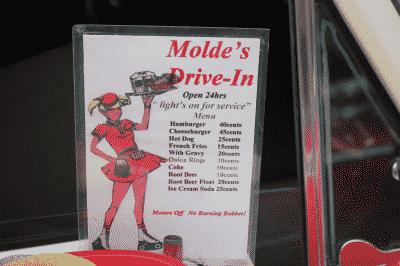 Molde's
Drive-In
Open 24hrs
"light's on for service"
Menu
Hamburger 40cents
Cheeseburger 45cents
Hot Dog 25cents
French Fries 15cents
With Gravy 20cents
Onion Rings 10cents
Coke 10cents
Root Beer 10cents
Root Beer Float 20cents
Ice Cream Soda 25cents
Motors Off No Burning Rubber!